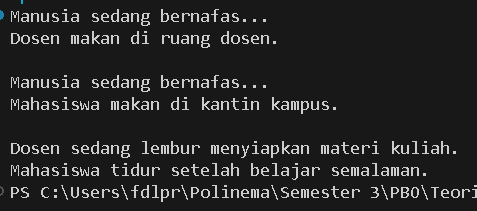 Manusia sedang bernafas...
Dosen makan di ruang dosen.
Manusia sedang bernafas...
Mahasiswa makan di kantin kampus.
Dosen sedang lembur menyiapkan materi kuliah.
Mahasiswa tidur setelah belajar semalaman.
PS C:\Users\fdlpr\Polinema\Semester 3\PBO\Teori